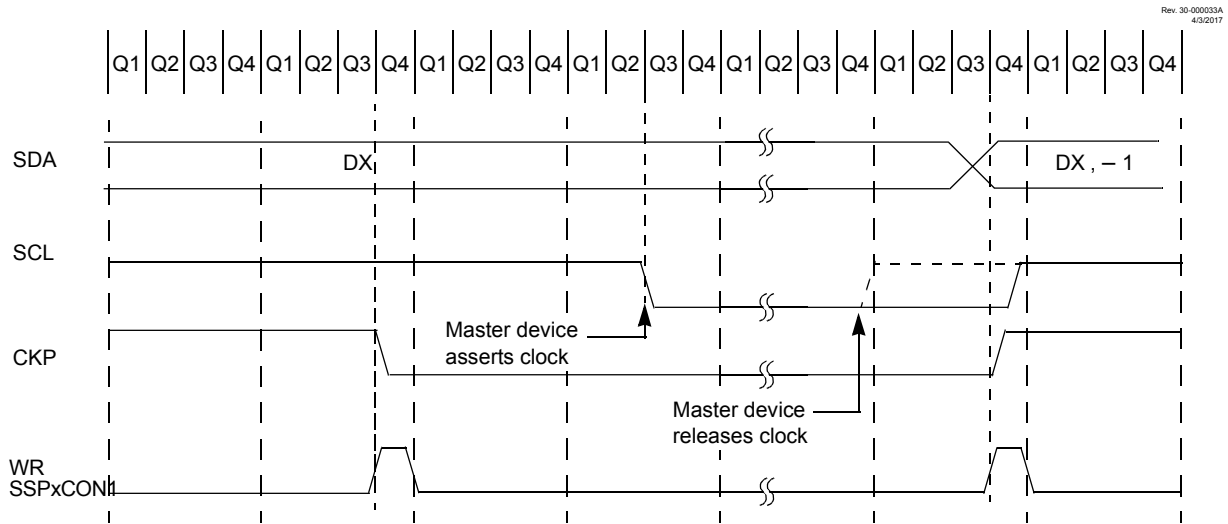 Rev. 30-000033A
4/3/2017
Q1 Q2 Q3 Q4 Q1 Q2 Q3 Q4 Q1 Q2 Q3 Q4 Q1 Q2 Q3 Q4 Q1 Q2 Q3 Q4 Q1 Q2 Q3 Q4 Q1 Q2 Q3 Q4
SDA
DX
DX , – 1
SCL
Master device
asserts clock
CKP
Master device
releases clock
WR
SSPxCON1